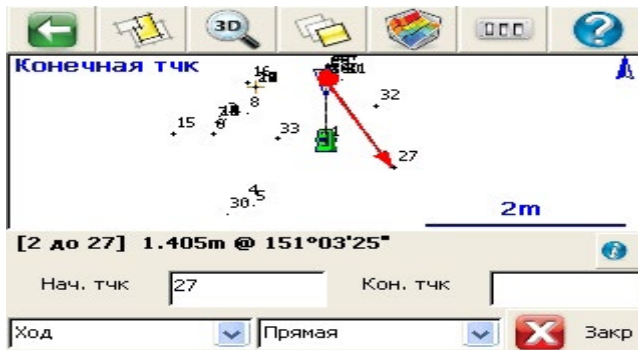 3D
Конечная тчк
16
8
32
15
33
27
30
2m
[2 до 27] 1.405m @ 151°03'25"
Нач. тчк 27 Кон. тчк
Ход Прямая Закр